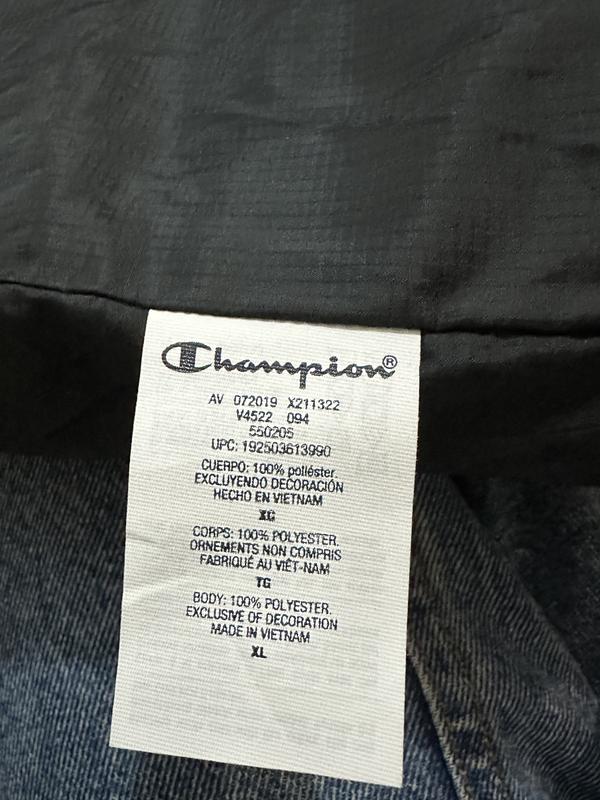 Champion®
AV 072019 X211322
V4522 094
550205
UPC: 192503613990
CUERPO: 100% poliéster.
EXCLUYENDO DECORACIÓN
HECHO EN VIETNAM
XG
CORPS: 100% POLYESTER.
ORNEMENTS NON COMPRIS
FABRIQUÉ AU VIÊT-NAM
TG
BODY: 100% POLYESTER.
EXCLUSIVE OF DECORATION
MADE IN VIETNAM
XL